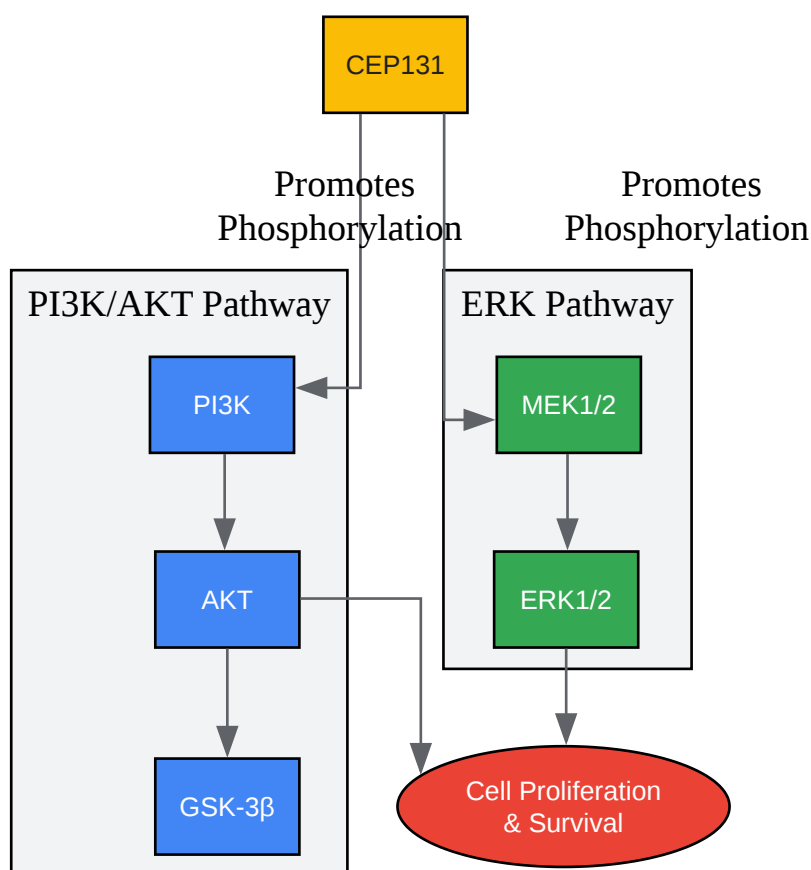 CEP131
Promotes
Phosphorylation
Promotes
Phosphorylation
PI3K/AKT Pathway
ERK Pathway
PI3K
MEK1/2
AKT
ERK1/2
GSK-3β
Cell Proliferation
& Survival